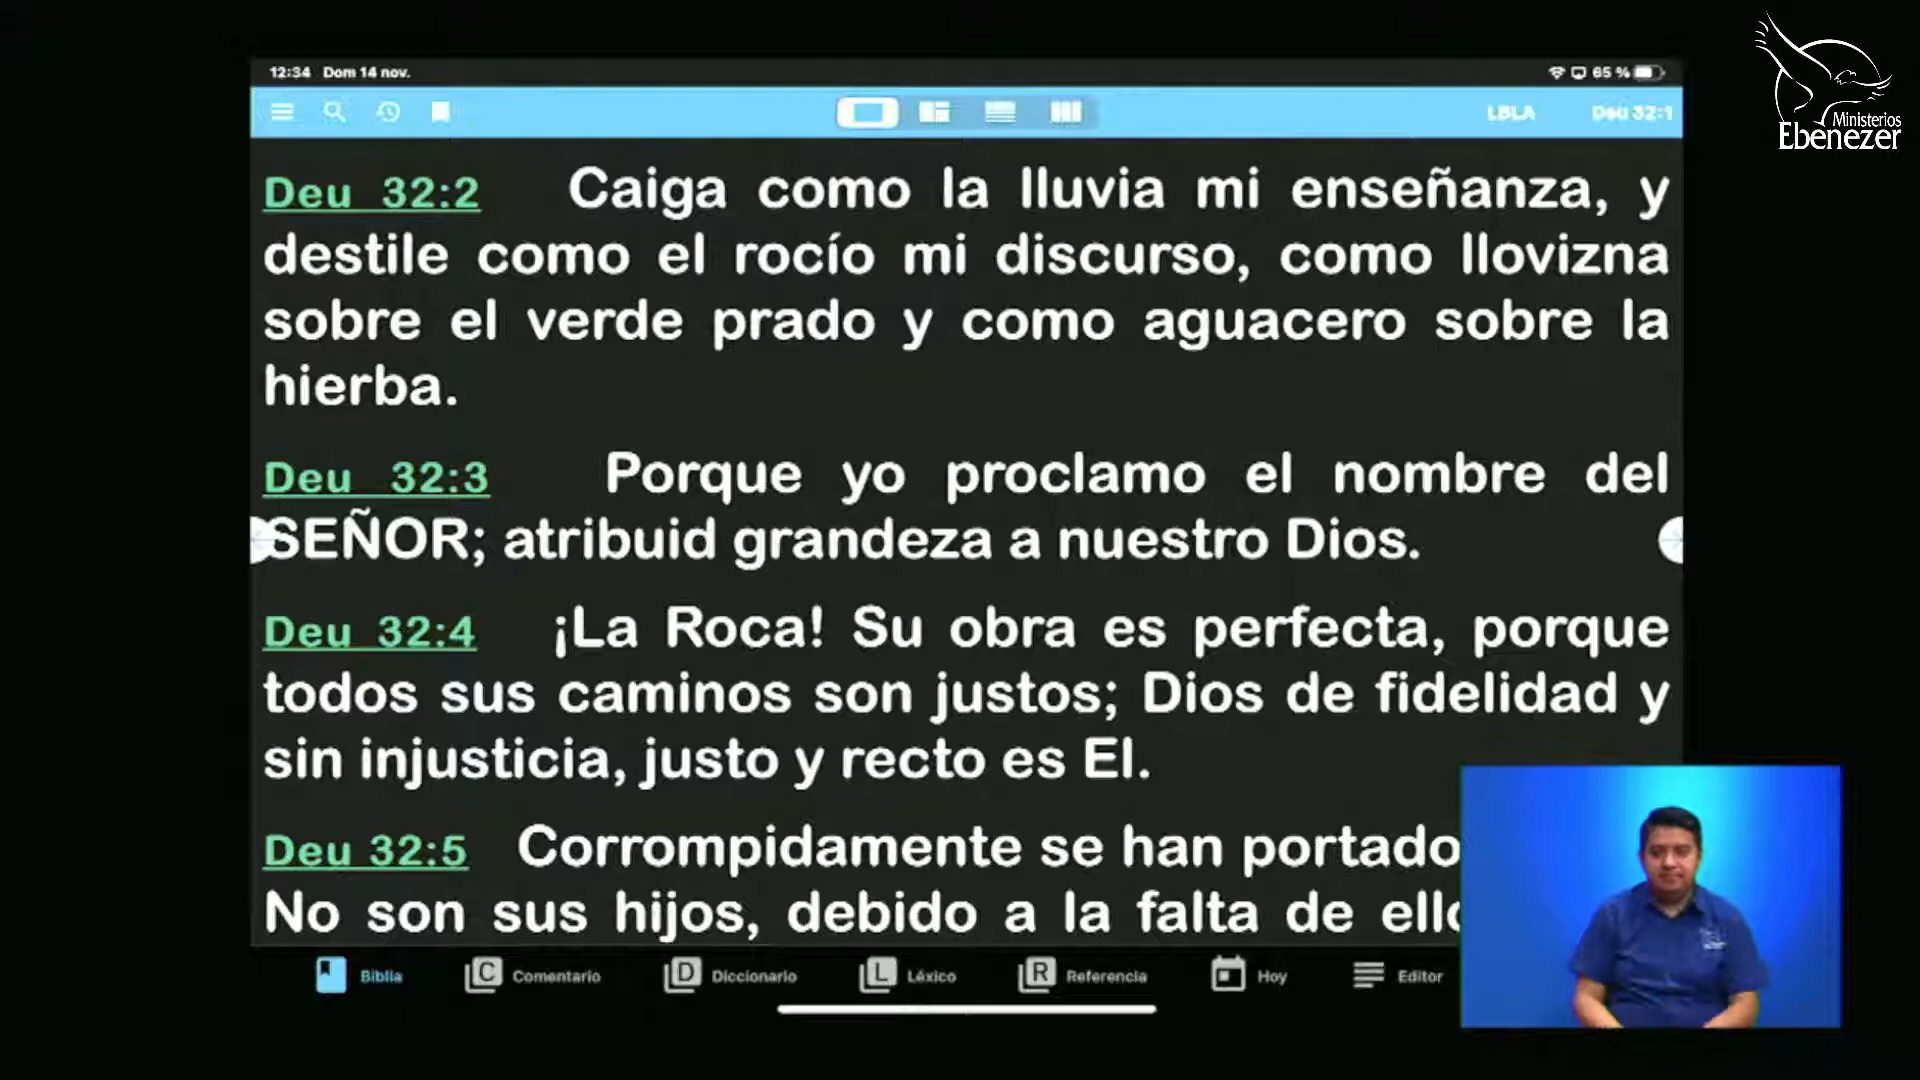 12:34 Dom 14 nov.
65 %
LBLA Deu 32:1
Ministerios
Ebenezer
Deu 32:2 Caiga como la lluvia mi enseñanza, y
destile como el rocío mi discurso, como llovizna
sobre el verde prado y como aguacero sobre la
hierba.
Deu 32:3 Porque yo proclamo el nombre del
SEÑOR; atribuid grandeza a nuestro Dios.
Deu 32:4 ¡La Roca! Su obra es perfecta, porque
todos sus caminos son justos; Dios de fidelidad y
sin injusticia, justo y recto es El.
Deu 32:5 Corrompidamente se han portado
No son sus hijos, debido a la falta de
Biblia C Comentario D Diccionario L Léxico R Referencia Hoy Editor